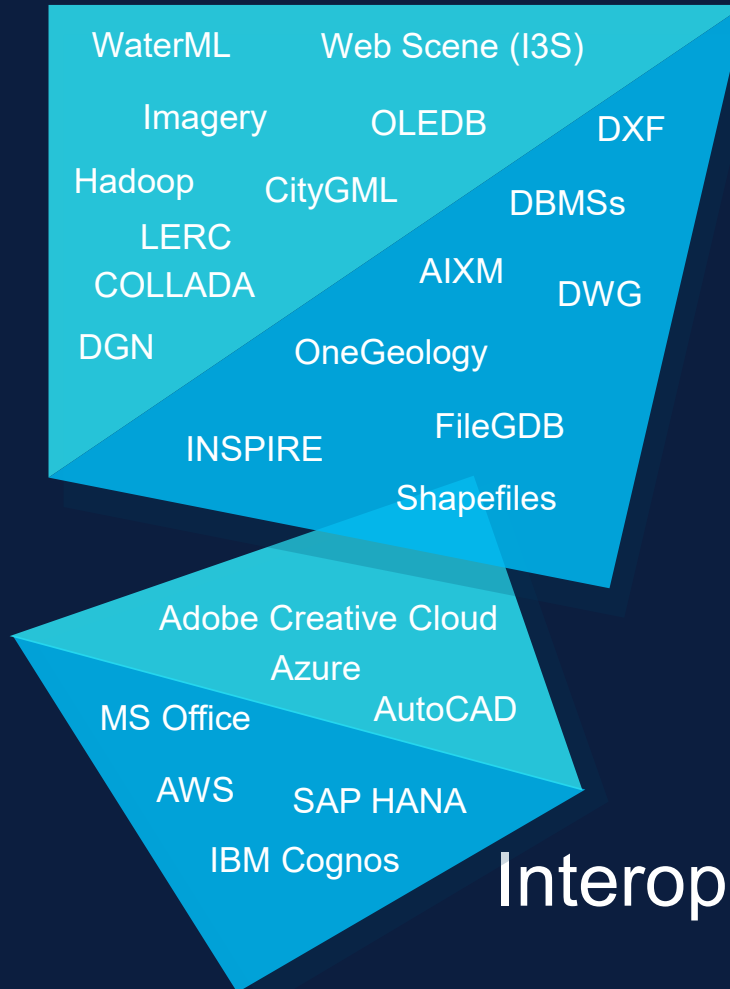 WaterML
Web Scene (I3S)
Imagery
OLEDB
DXF
Hadoop
CityGML
DBMSs
LERC
AIXM
COLLADA
DWG
DGN
OneGeology
FileGDB
INSPIRE
Shapefiles
Adobe Creative Cloud
Azure
MS Office
AutoCAD
AWS
SAP HANA
IBM Cognos
Interop